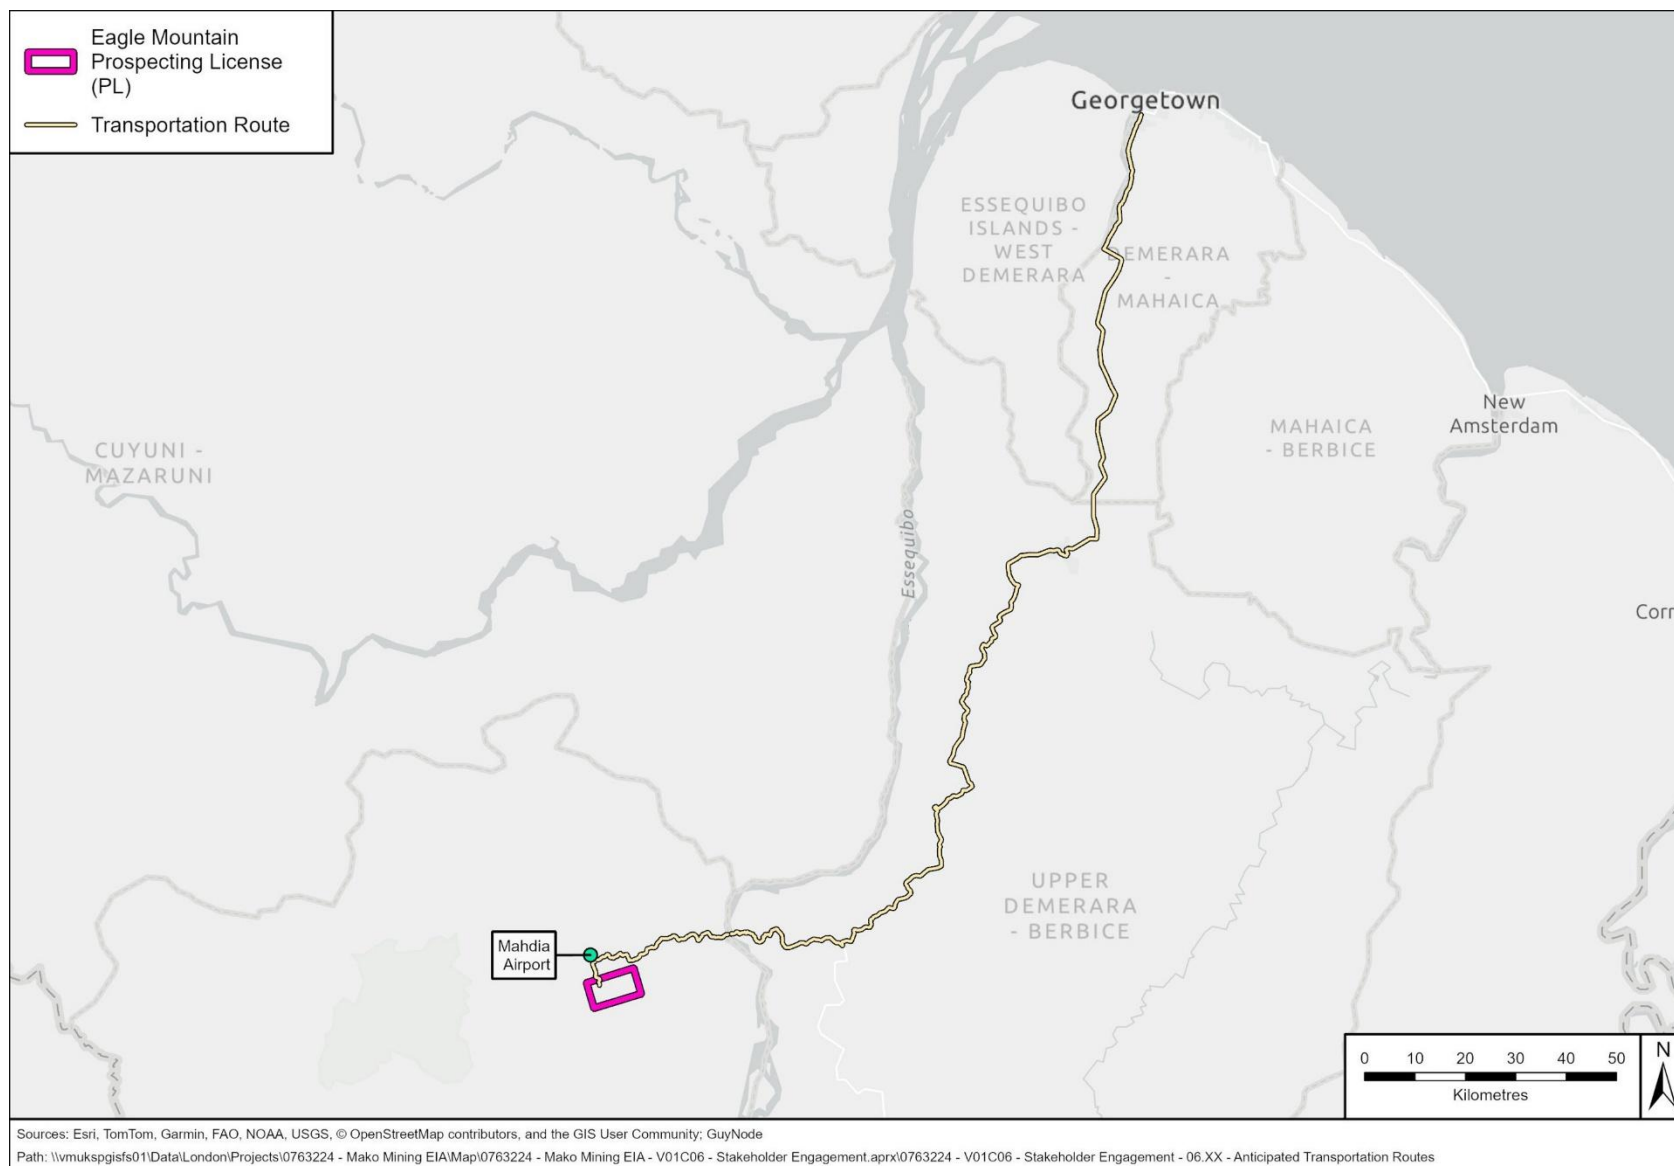 Eagle Mountain
Prospecting License
(PL)
Transportation Route
Georgetown
ESSEQUIBO
ISLANDS -
WEST
DEMERARA
DEMERARA
-
MAHAICA
New
Amsterdam
MAHAICA
- BERBICE
CUYUNI -
MAZARUNI
Essequibo
Corr
UPPER
DEMERARA
- BERBICE
Mahdia
Airport
0 10 20 30 40 50
Kilometres
N
Sources: Esri, TomTom, Garmin, FAO, NOAA, USGS, © OpenStreetMap contributors, and the GIS User Community; GuyNode
Path: \\vmukspgisfs01\Data\London\Projects\0763224 - Mako Mining EIA\Map\0763224 - Mako Mining EIA - V01C06 - Stakeholder Engagement.aprx\0763224 - V01C06 - Stakeholder Engagement - 06.XX - Anticipated Transportation Routes